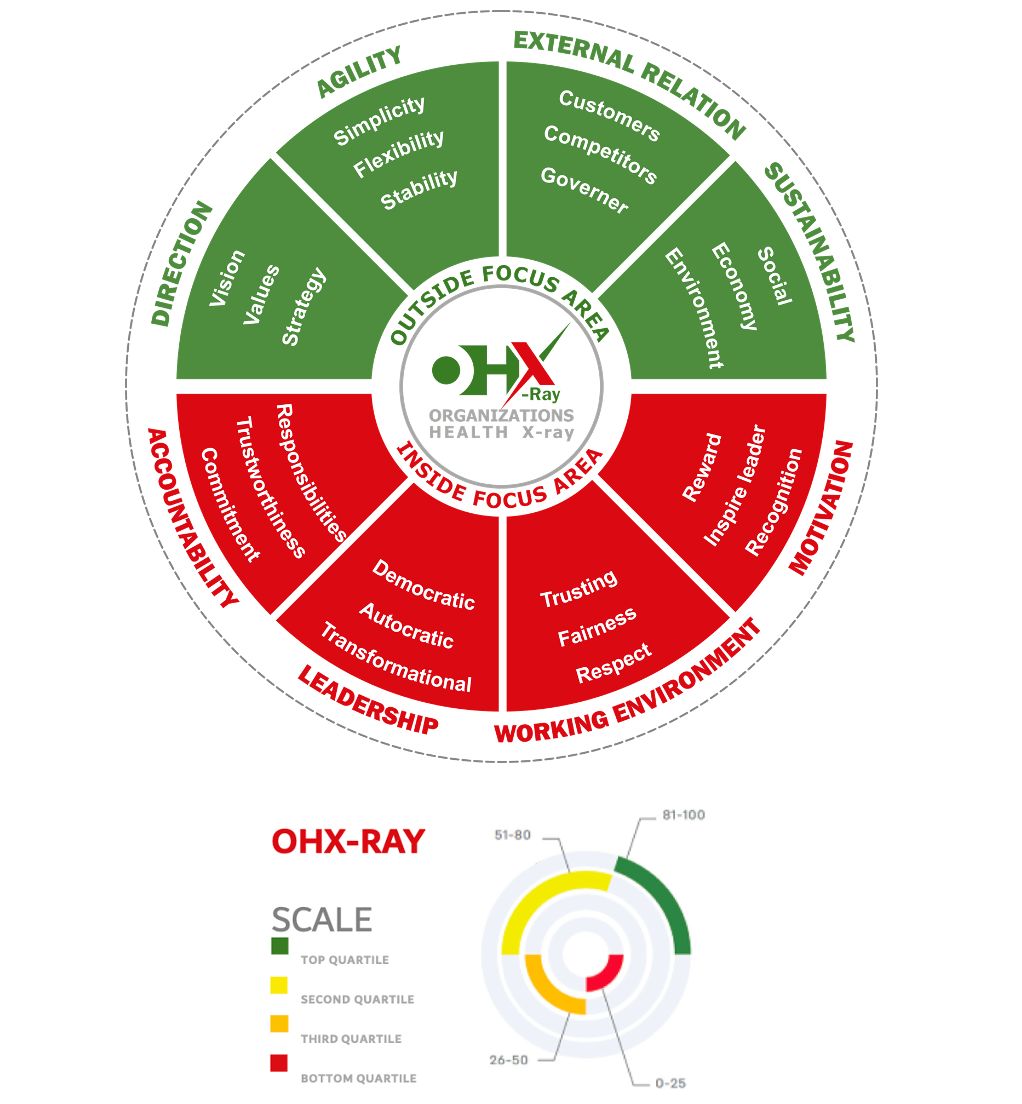 AGILITY
EXTERNAL RELATION
SUSTAINABILITY
DIRECTION
Simplicity
Flexibility
Stability
Customers
Competitors
Governer
Vision
Values
Strategy
Environment
Economy
Social
OUTSIDE FOCUS AREA
OHX
-Ray
ORGANIZATIONS
HEALTH X-ray
INSIDE FOCUS AREA
ACCOUNTABILITY
Commitment
Trustworthiness
Responsibilities
Reward
Inspire leader
Recognition
MOTIVATION
Democratic
Autocratic
Transformational
Trusting
Fairness
Respect
LEADERSHIP
WORKING ENVIRONMENT
OHX-RAY
SCALE
TOP QUARTILE
SECOND QUARTILE
THIRD QUARTILE
BOTTOM QUARTILE
51-80
81-100
26-50
0-25